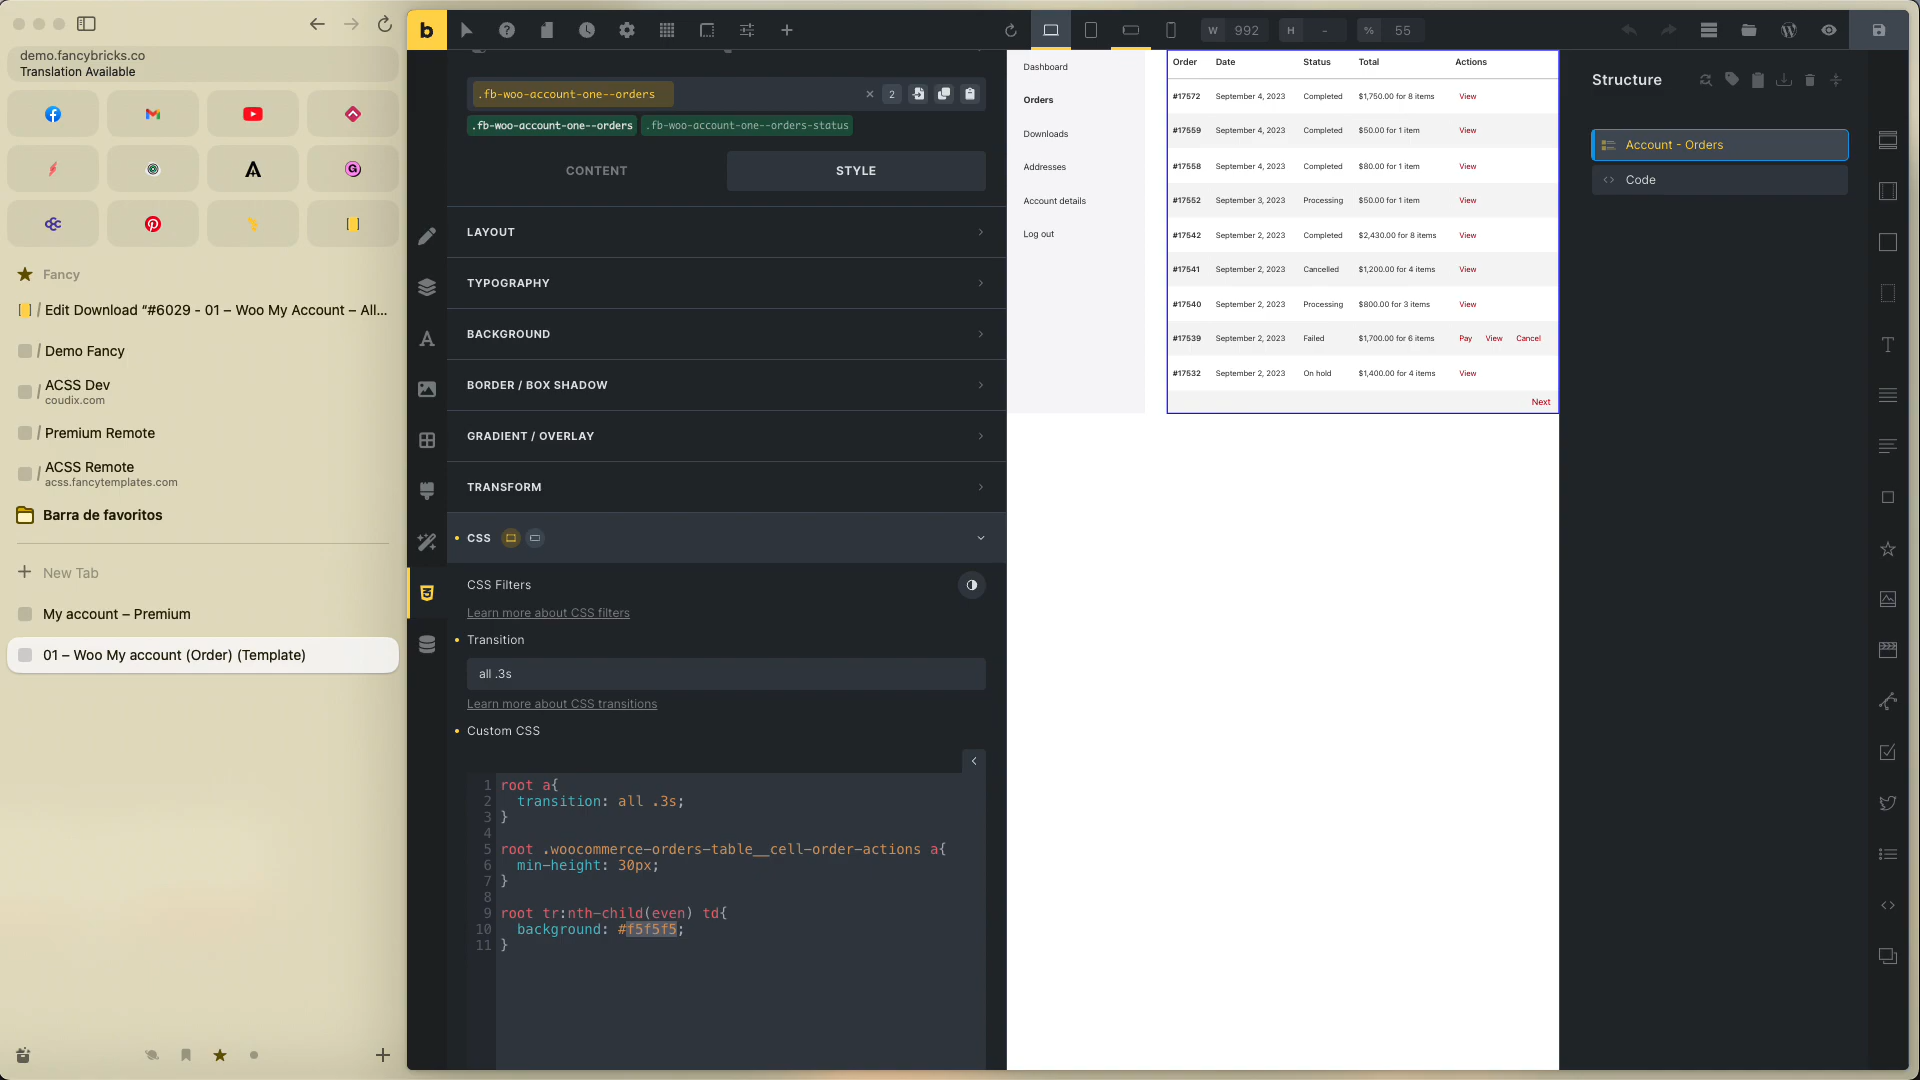 demo.fancybricks.co
Translation Available
Fancy
/ Edit Download “#6029 - 01 – Woo My Account – All...
/ Demo Fancy
/ ACSS Dev
coudix.com
/ Premium Remote
/ ACSS Remote
acss.fancytemplates.com
Barra de favoritos
New Tab
My account – Premium
01 – Woo My account (Order) (Template)
b
W 992
H -
% 55
.fb-woo-account-one--orders
2
.fb-woo-account-one--orders
.fb-woo-account-one--orders-status
CONTENT
STYLE
LAYOUT
TYPOGRAPHY
BACKGROUND
BORDER / BOX SHADOW
GRADIENT / OVERLAY
TRANSFORM
CSS
CSS Filters
Learn more about CSS filters
Transition
all .3s
Learn more about CSS transitions
Custom CSS
1 root a{
2 transition: all .3s;
3 }
4
5 root .woocommerce-orders-table__cell-order-actions a{
6 min-height: 30px;
7 }
8
9 root tr:nth-child(even) td{
10 background: #f5f5f5;
11 }
Dashboard
Orders
Downloads
Addresses
Account details
Log out
Order Date Status Total Actions
#17572 September 4, 2023 Completed $1,750.00 for 8 items View
#17559 September 4, 2023 Completed $50.00 for 1 item View
#17558 September 4, 2023 Completed $80.00 for 1 item View
#17552 September 3, 2023 Processing $50.00 for 1 item View
#17542 September 2, 2023 Completed $2,430.00 for 8 items View
#17541 September 2, 2023 Cancelled $1,200.00 for 4 items View
#17540 September 2, 2023 Processing $800.00 for 3 items View
#17539 September 2, 2023 Failed $1,700.00 for 6 items Pay View Cancel
#17532 September 2, 2023 On hold $1,400.00 for 4 items View
Next
Structure
Account - Orders
Code